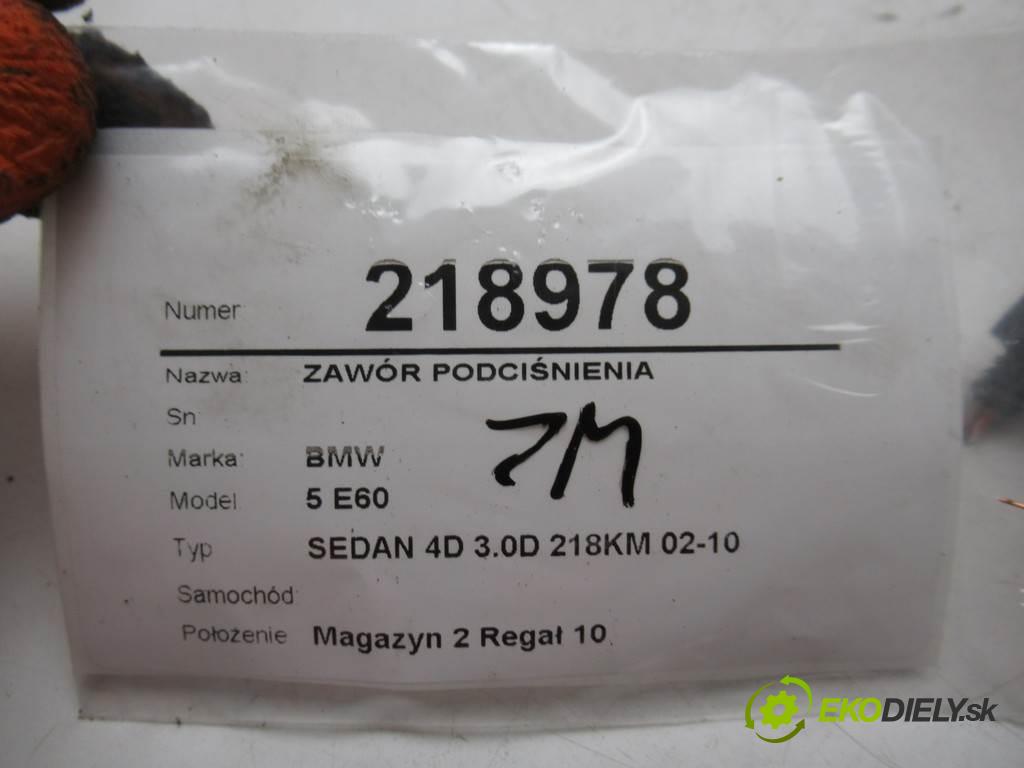 Numer 218978
Nazwa: ZAWÓR PODCIŚNIENIA
Sn
Marka: BMW
Model 5 E60
Typ SEDAN 4D 3.0D 218KM 02-10
Samochód
Położenie Magazyn 2 Regał 10
EKODIELY.sk